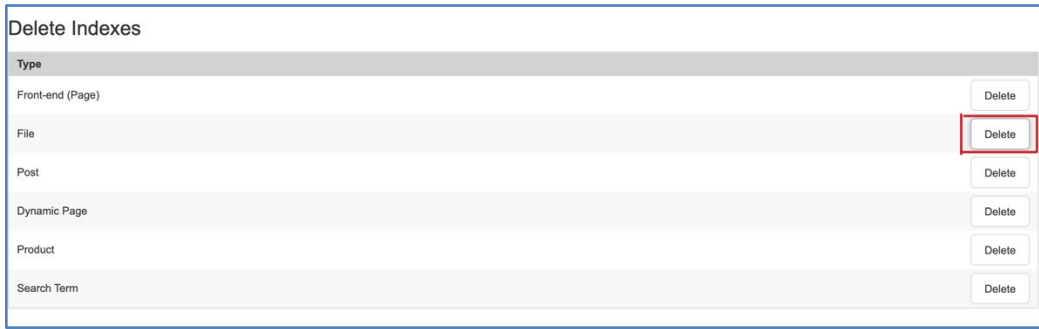 Delete Indexes
Type
Front-end (Page) Delete
File Delete
Post Delete
Dynamic Page Delete
Product Delete
Search Term Delete